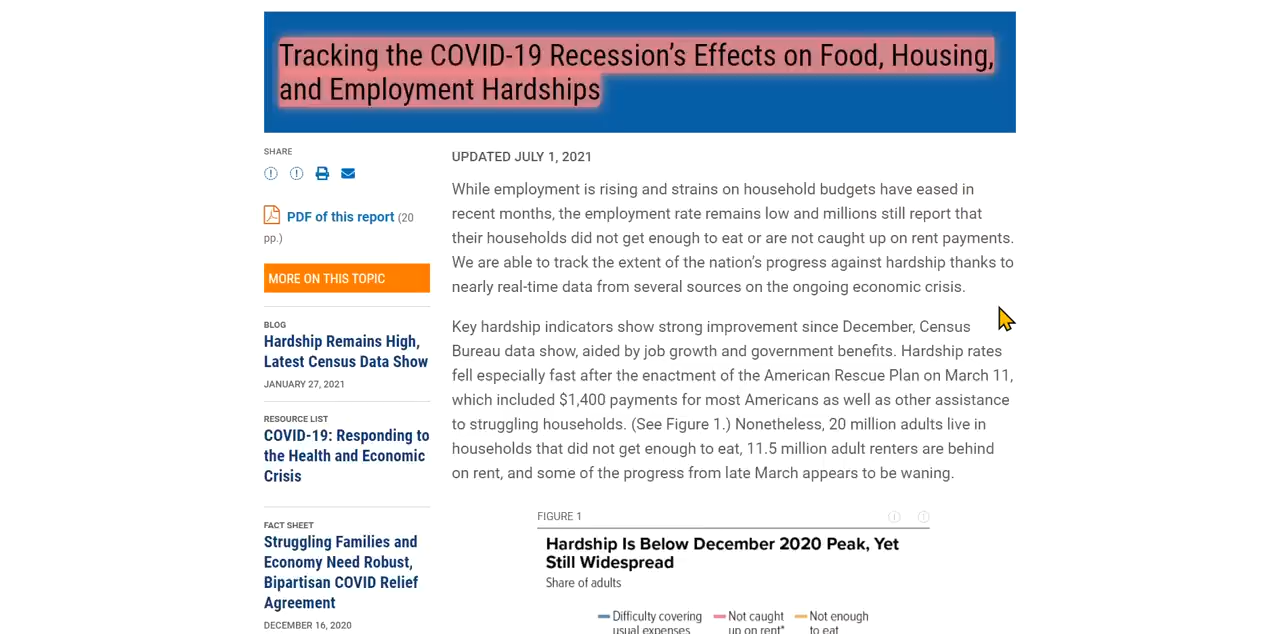 Tracking the COVID-19 Recession’s Effects on Food, Housing,
and Employment Hardships
SHARE
PDF of this report (20
pp.)
MORE ON THIS TOPIC
BLOG
Hardship Remains High,
Latest Census Data Show
JANUARY 27, 2021
RESOURCE LIST
COVID-19: Responding to
the Health and Economic
Crisis
FACT SHEET
Struggling Families and
Economy Need Robust,
Bipartisan COVID Relief
Agreement
DECEMBER 16, 2020
UPDATED JULY 1, 2021
While employment is rising and strains on household budgets have eased in
recent months, the employment rate remains low and millions still report that
their households did not get enough to eat or are not caught up on rent payments.
We are able to track the extent of the nation’s progress against hardship thanks to
nearly real-time data from several sources on the ongoing economic crisis.
Key hardship indicators show strong improvement since December, Census
Bureau data show, aided by job growth and government benefits. Hardship rates
fell especially fast after the enactment of the American Rescue Plan on March 11,
which included $1,400 payments for most Americans as well as other assistance
to struggling households. (See Figure 1.) Nonetheless, 20 million adults live in
households that did not get enough to eat, 11.5 million adult renters are behind
on rent, and some of the progress from late March appears to be waning.
FIGURE 1
Hardship Is Below December 2020 Peak, Yet
Still Widespread
Share of adults
Difficulty covering
usual expenses
Not caught
up on rent*
Not enough
to eat